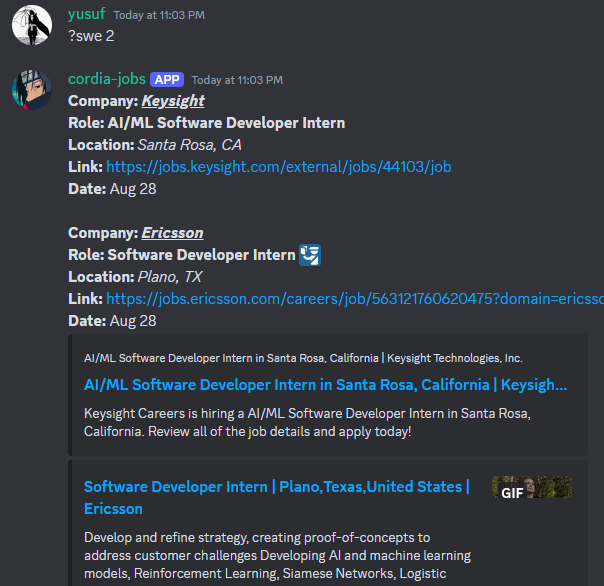 yusuf Today at 11:03 PM
?swe 2
cordia-jobs APP Today at 11:03 PM
Company: Keysight
Role: AI/ML Software Developer Intern
Location: Santa Rosa, CA
Link: https://jobs.keysight.com/external/jobs/44103/job
Date: Aug 28
Company: Ericsson
Role: Software Developer Intern
Location: Plano, TX
Link: https://jobs.ericsson.com/careers/job/563121760620475?domain=ericsso
Date: Aug 28
AI/ML Software Developer Intern in Santa Rosa, California | Keysight Technologies, Inc.
AI/ML Software Developer Intern in Santa Rosa, California | Keysigh...
Keysight Careers is hiring a AI/ML Software Developer Intern in Santa Rosa,
California. Review all of the job details and apply today!
Software Developer Intern | Plano,Texas,United States |
Ericsson
GIF
Develop and refine strategy, creating proof-of-concepts to
address customer challenges Developing AI and machine learning
models, Reinforcement Learning, Siamese Networks, Logistic